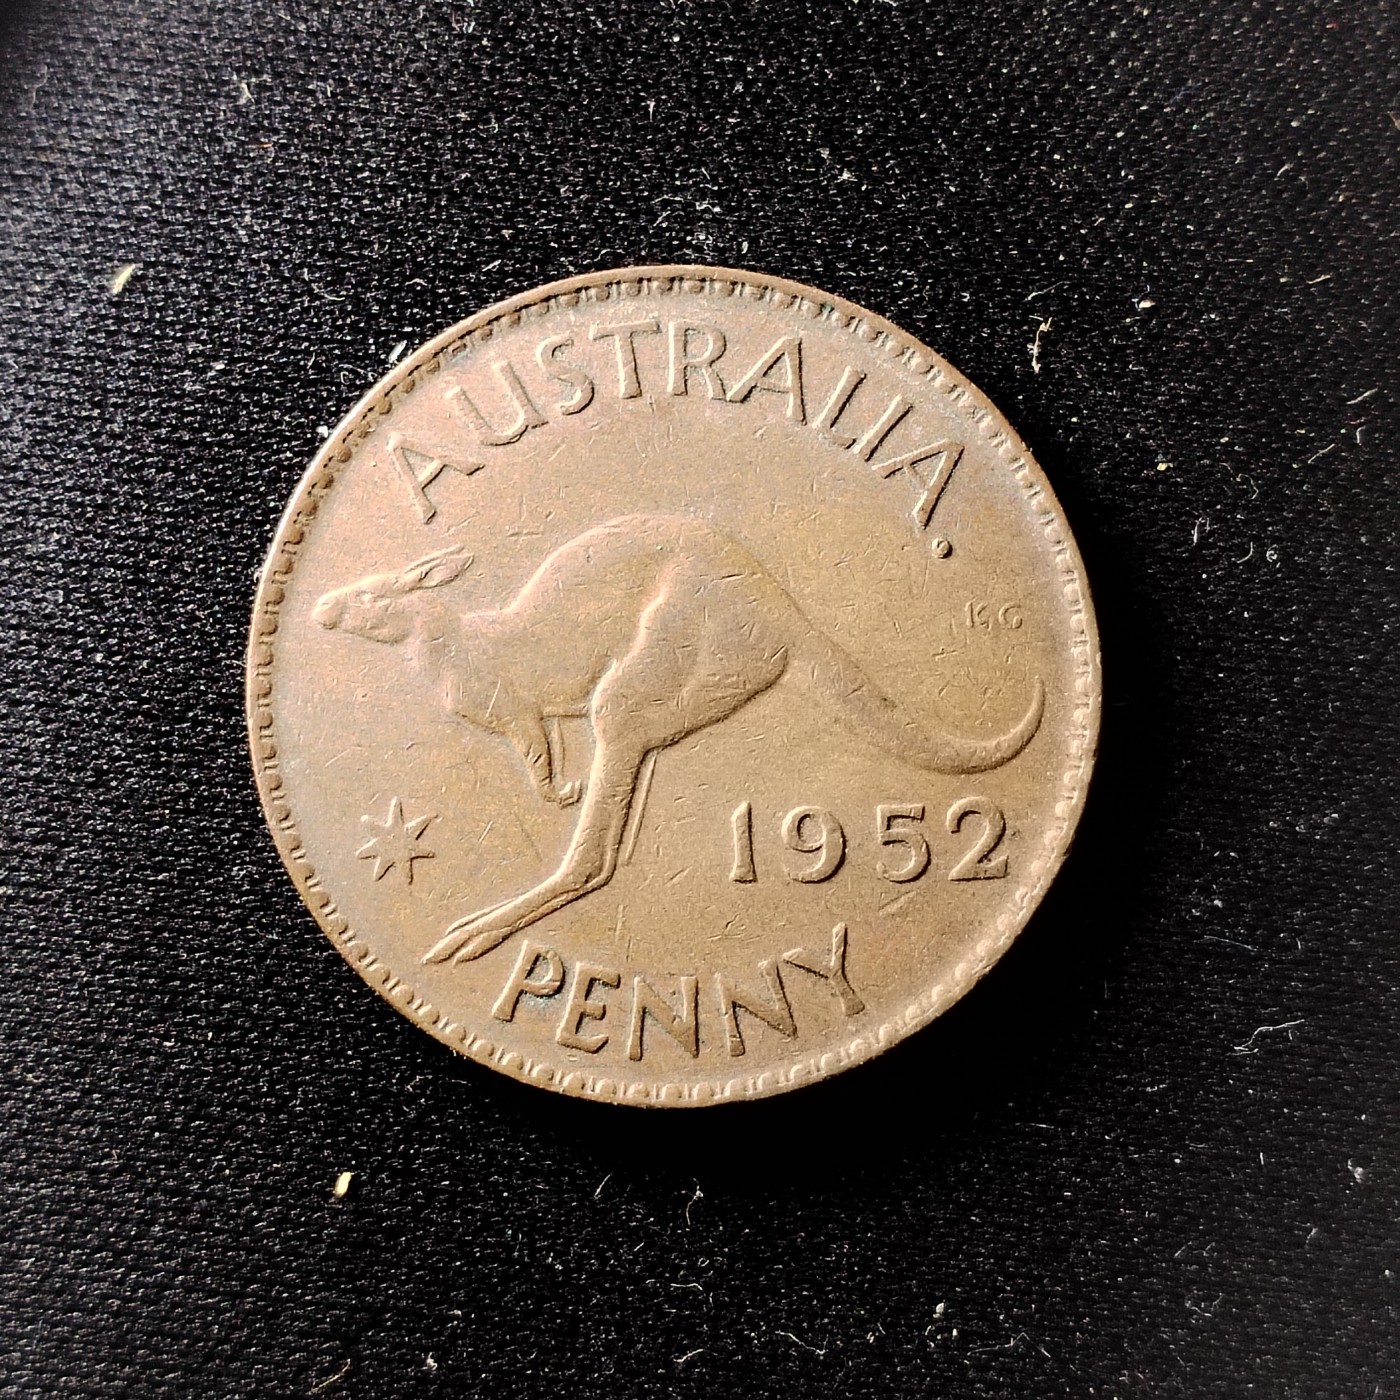 AUSTRALIA.
KG
1952
PENNY